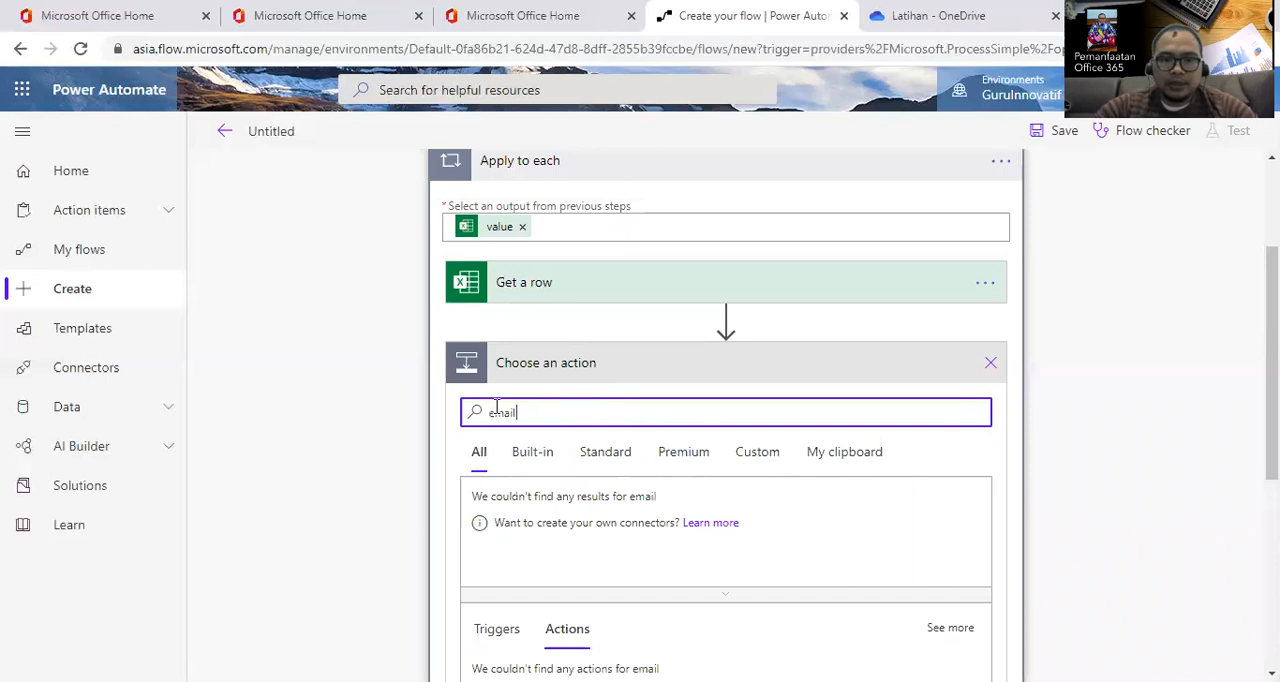 Microsoft Office Home
Microsoft Office Home
Microsoft Office Home
Create your flow | Power Autor
Latihan - OneDrive
asia.flow.microsoft.com/manage/environments/Default-0fa86b21-624d-47d8-8dff-2855b39fccbe/flows/new?trigger=providers%2FMicrosoft.ProcessSimple%2Fop
Pemanfaatan
Office 365
Power Automate
Search for helpful resources
Environments
GuruInnovatif
Untitled
Save
Flow checker
Test
Home
Action items
My flows
Create
Templates
Connectors
Data
AI Builder
Solutions
Learn
Apply to each
* Select an output from previous steps
value
Get a row
Choose an action
email
All
Built-in
Standard
Premium
Custom
My clipboard
We couldn't find any results for email
Want to create your own connectors? Learn more
Triggers
Actions
See more
We couldn't find any actions for email